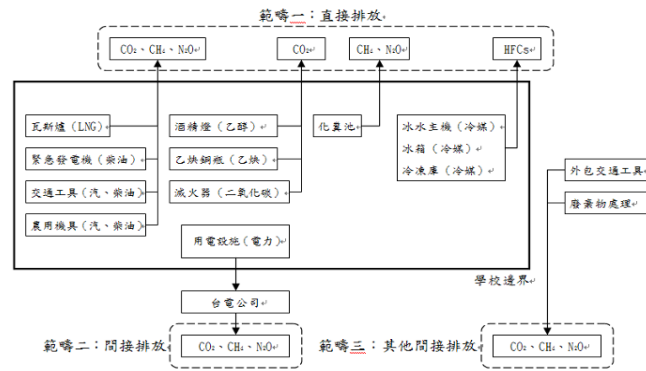 範疇一：直接排放
CO₂、CH₄、N₂O
CO₂
CH₄、N₂O
HFCs
瓦斯爐（LNG）
緊急發電機（柴油）
交通工具（汽、柴油）
農用機具（汽、柴油）
酒精燈（乙醇）
乙炔鋼瓶（乙炔）
滅火器（二氧化碳）
化糞池
冰水主機（冷媒）
冰箱（冷媒）
冷凍庫（冷媒）
外包交通工具
廢棄物處理
用電設施（電力）
學校邊界
台電公司
範疇二：間接排放
CO₂、CH₄、N₂O
範疇三：其他間接排放
CO₂、CH₄、N₂O